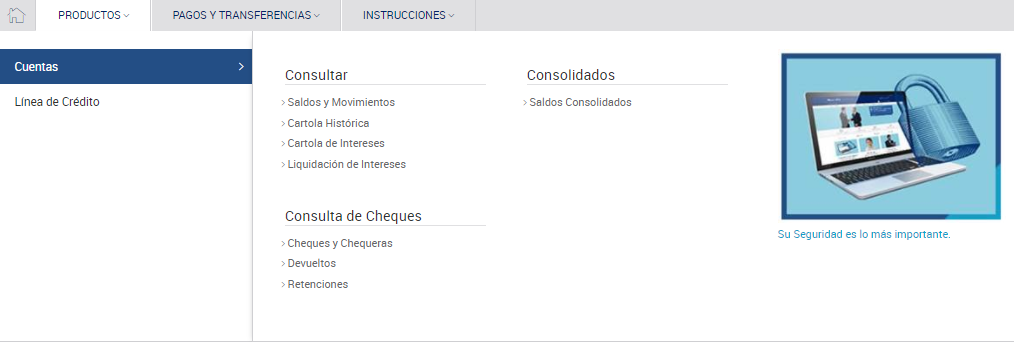 PRODUCTOS
PAGOS Y TRANSFERENCIAS
INSTRUCCIONES
Cuentas
Línea de Crédito
Consultar
Saldos y Movimientos
Cartola Histórica
Cartola de Intereses
Liquidación de Intereses
Consulta de Cheques
Cheques y Chequeras
Devueltos
Retenciones
Consolidados
Saldos Consolidados
Su Seguridad es lo más importante.